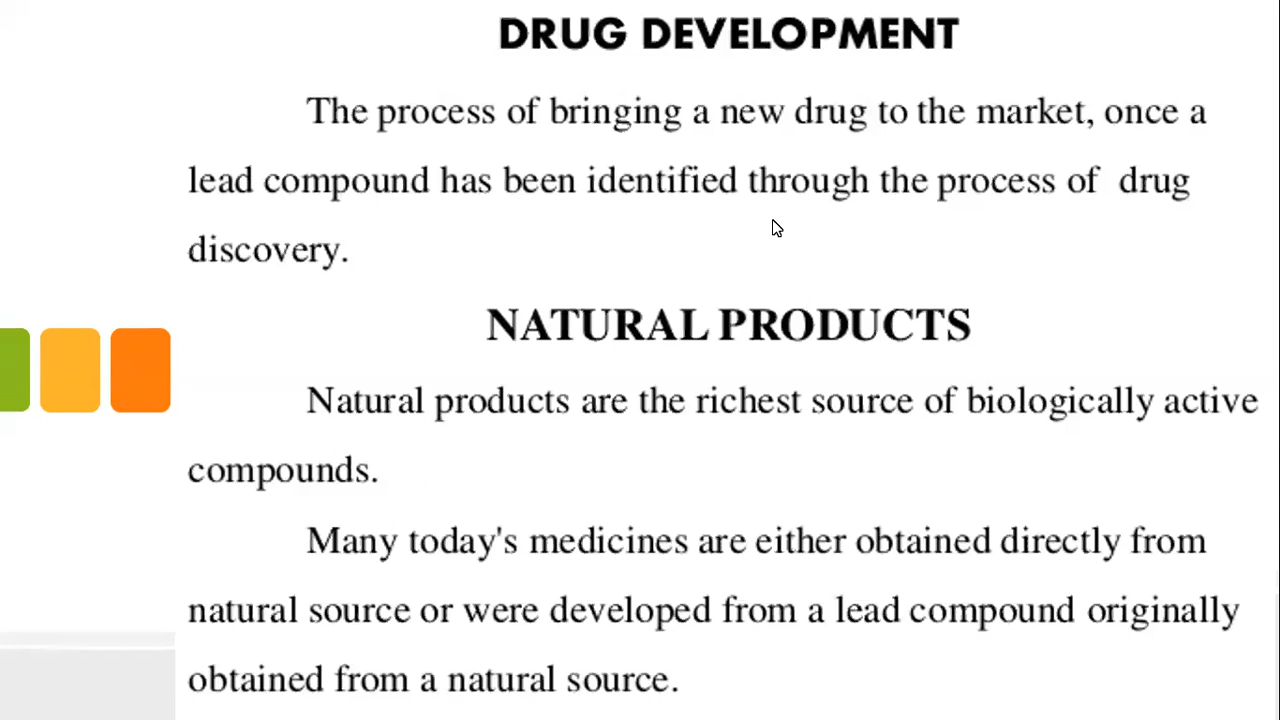 DRUG DEVELOPMENT
The process of bringing a new drug to the market, once a
lead compound has been identified through the process of drug
discovery.
NATURAL PRODUCTS
Natural products are the richest source of biologically active
compounds.
Many today's medicines are either obtained directly from
natural source or were developed from a lead compound originally
obtained from a natural source.